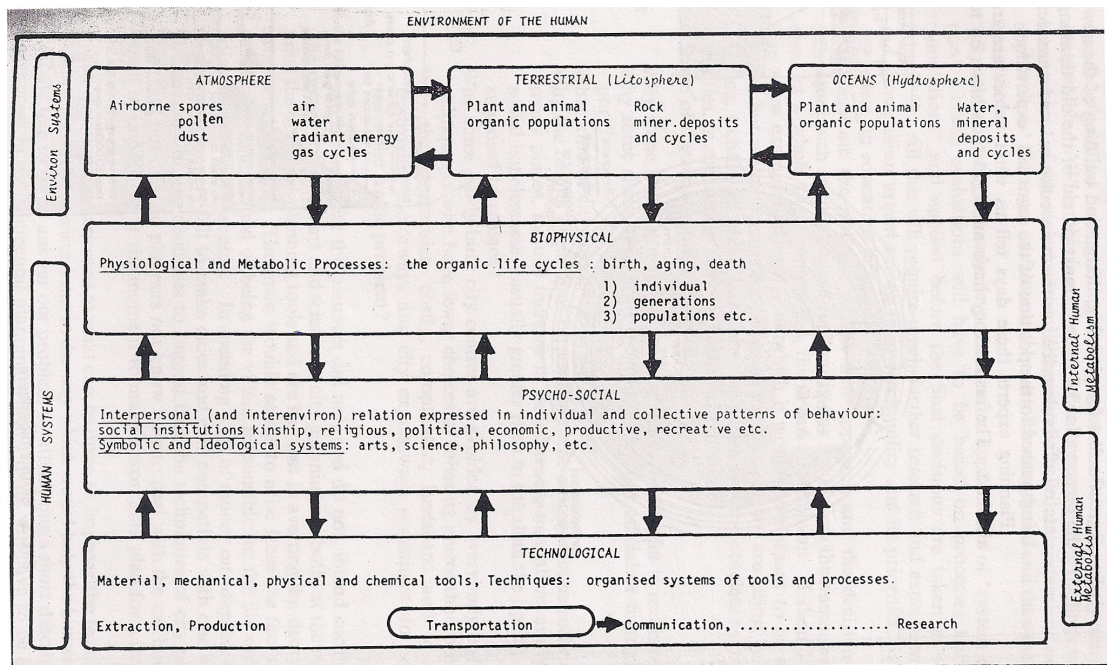 ENVIRONMENT OF THE HUMAN
Environ Systems
ATMOSPHERE
Airborne spores
pollen
dust
air
water
radiant energy
gas cycles
TERRESTRIAL (Litosphere)
Plant and animal
organic populations
Rock
miner.deposits
and cycles
OCEANS (Hydrosphere)
Plant and animal
organic populations
Water,
mineral
deposits
and cycles
HUMAN SYSTEMS
BIOPHYSICAL
Physiological and Metabolic Processes: the organic life cycles : birth, aging, death
1) individual
2) generations
3) populations etc.
Internal Human
Metabolism
PSYCHO-SOCIAL
Interpersonal (and interenviron) relation expressed in individual and collective patterns of behaviour:
social institutions kinship, religious, political, economic, productive, recreat ve etc.
Symbolic and Ideological systems: arts, science, philosophy, etc.
External Human
Metabolism
TECHNOLOGICAL
Material, mechanical, physical and chemical tools, Techniques: organised systems of tools and processes.
Extraction, Production Transportation Communication, .................... Research